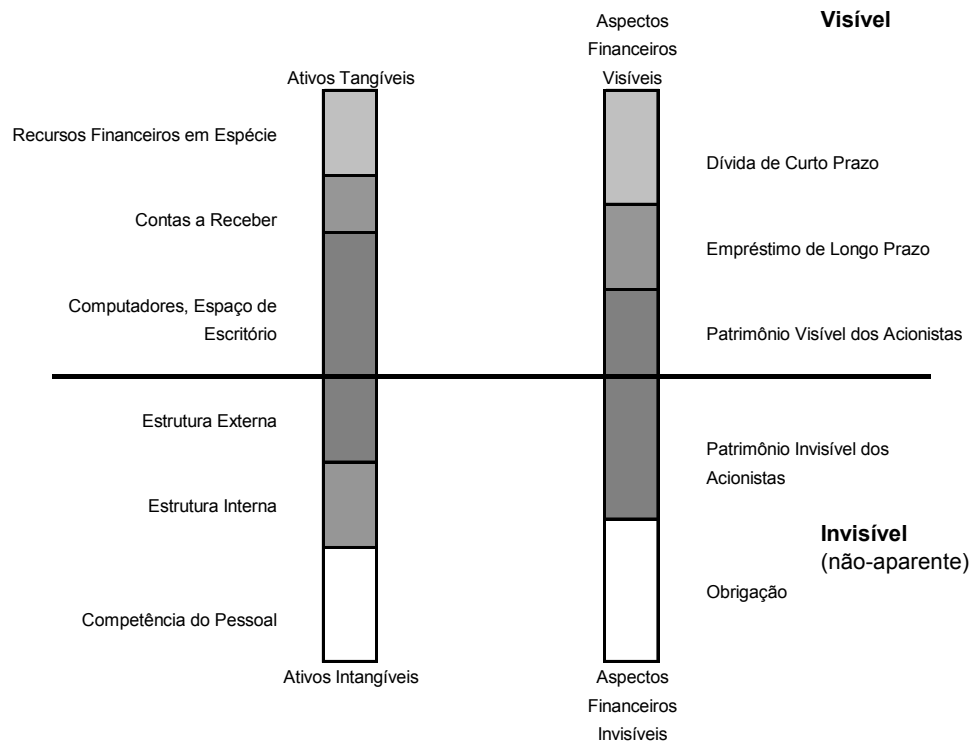 Aspectos
Financeiros
Visíveis
Visível
Ativos Tangíveis
Recursos Financeiros em Espécie
Dívida de Curto Prazo
Contas a Receber
Empréstimo de Longo Prazo
Computadores, Espaço de
Escritório
Patrimônio Visível dos Acionistas
Estrutura Externa
Patrimônio Invisível dos
Acionistas
Estrutura Interna
Invisível
(não-aparente)
Obrigação
Competência do Pessoal
Ativos Intangíveis
Aspectos
Financeiros
Invisíveis